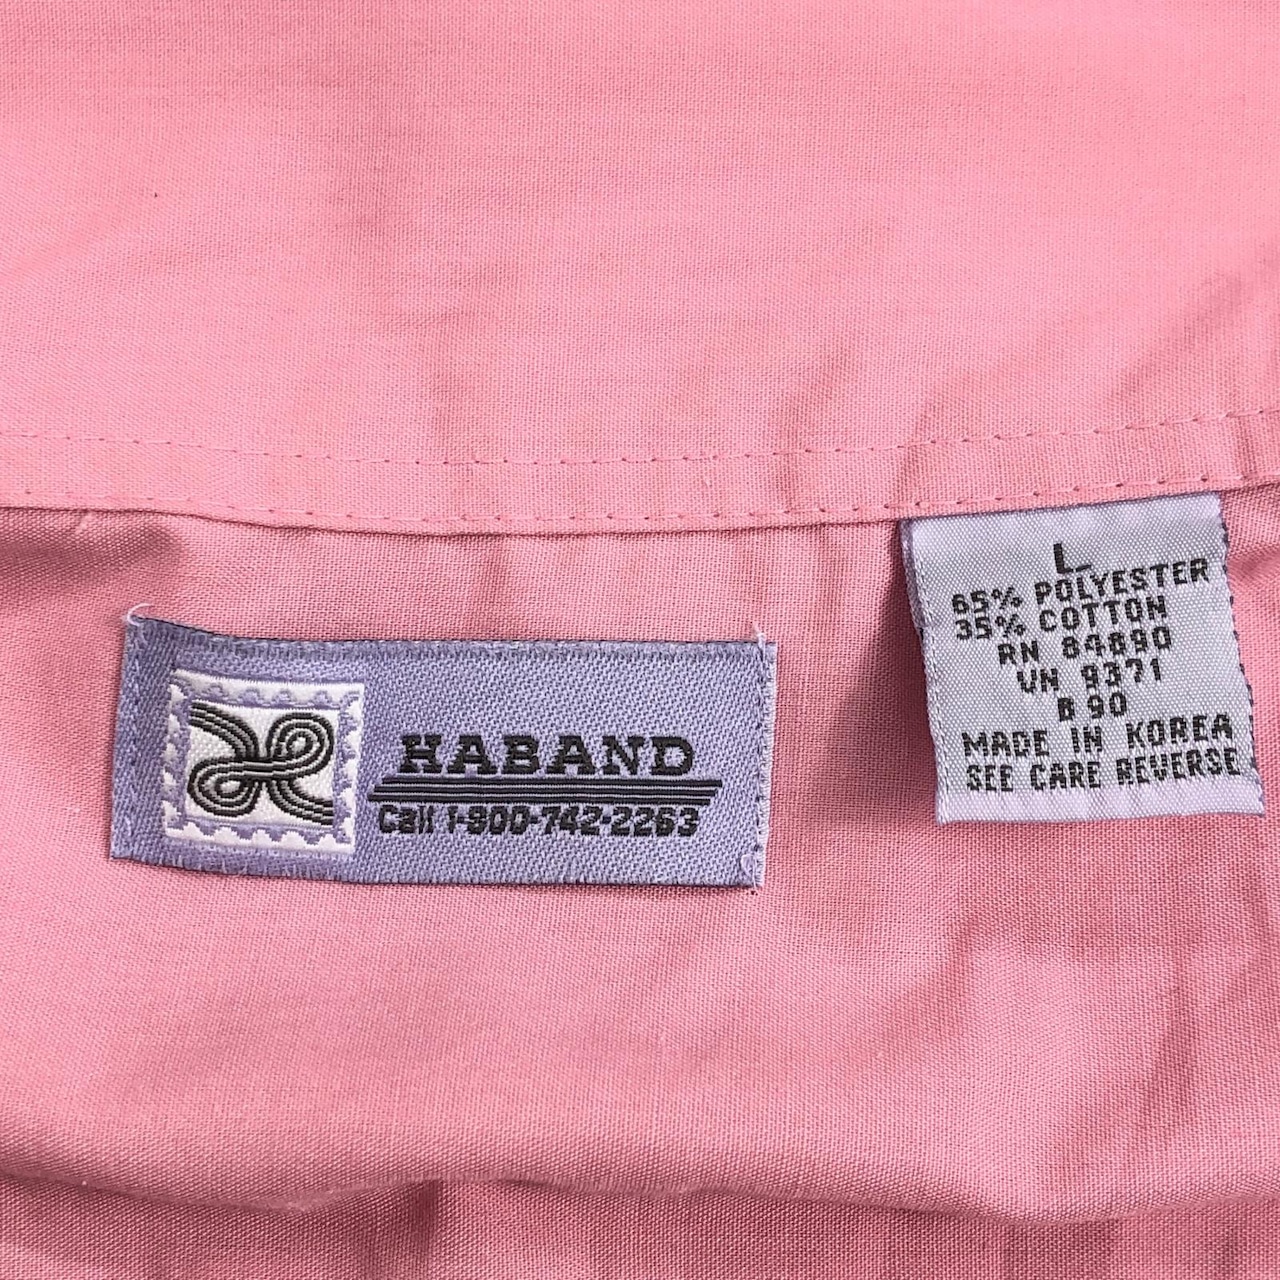 HABAND
Call 1-800-742-2263
L
65% POLYESTER
35% COTTON
RN 84890
VN 9371
B 90
MADE IN KOREA
SEE CARE REVERSE